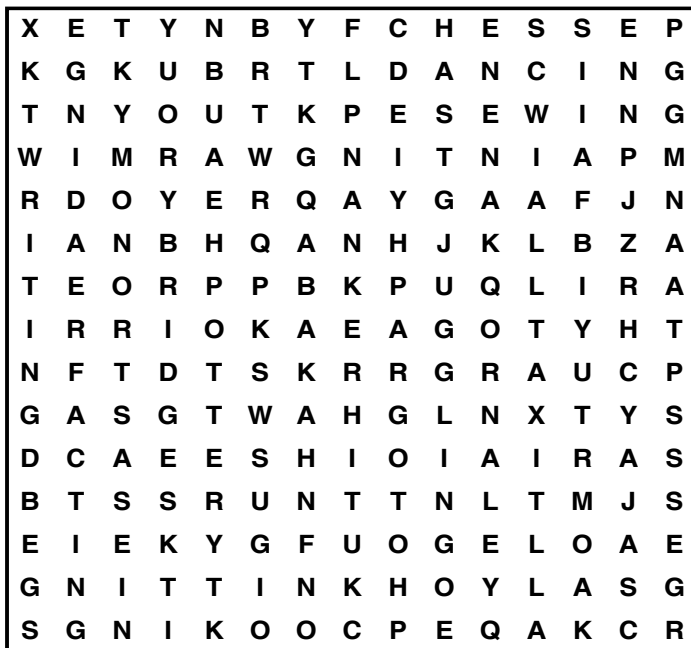 X E T Y N B Y F C H E S S E P
K G K U B R T L D A N C I N G
T N Y O U T K P E S E W I N G
W I M R A W G N I T N I A P M
R D O Y E R Q A Y G A A F J N
I A N B H Q A N H J K L B Z A
T E O R P P B K P U Q L I R A
I R R I O K A E A G O T Y H T
N F T D T S K R R G R A U C P
G A S G T W A H G L N X T Y S
D C A E E S H I O I A I R A S
B T S S R U N T T N L T M J S
E I E K Y G F U O G E L O A E
G N I T T I N K H O Y L A S G
S G N I K O O C P E Q A K C R